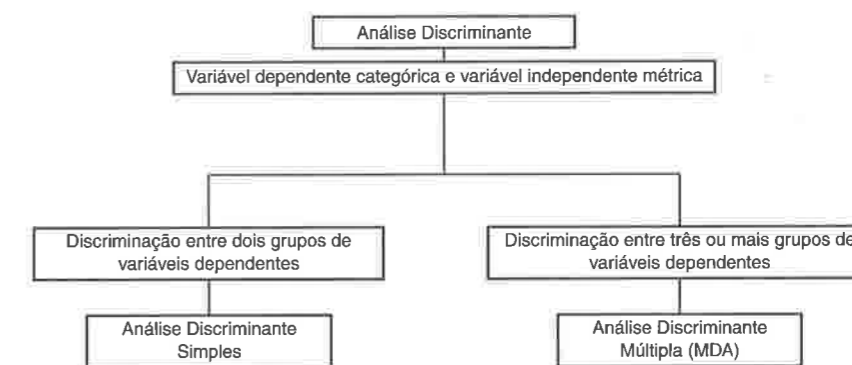 Análise Discriminante
Variável dependente categórica e variável independente métrica
Discriminação entre dois grupos de
variáveis dependentes
Discriminação entre três ou mais grupos de
variáveis dependentes
Análise Discriminante
Simples
Análise Discriminante
Múltipla (MDA)